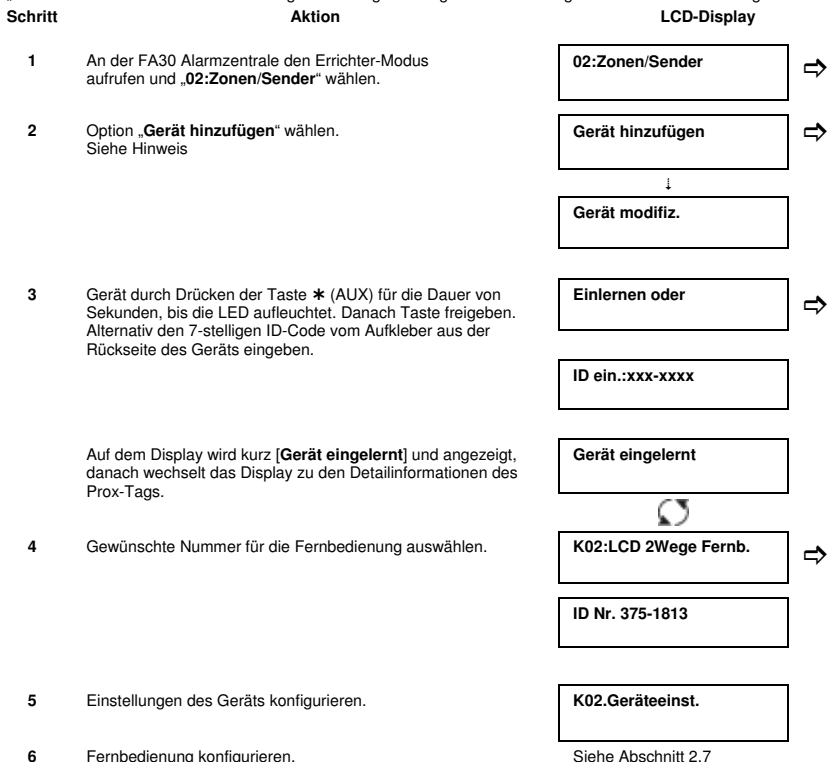 Schritt Aktion LCD-Display
1 An der FA30 Alarmzentrale den Errichter-Modus 02:Zonen/Sender
aufrufen und „02:Zonen/Sender“ wählen.
2 Option „Gerät hinzufügen“ wählen. Gerät hinzufügen
Siehe Hinweis
Gerät modifiz.
3 Gerät durch Drücken der Taste ∗ (AUX) für die Dauer von Einlernen oder
Sekunden, bis die LED aufleuchtet. Danach Taste freigeben.
Alternativ den 7-stelligen ID-Code vom Aufkleber aus der
Rückseite des Geräts eingeben.
ID ein.:xxx-xxxx
Auf dem Display wird kurz [Gerät eingelernt] und angezeigt, Gerät eingelernt
danach wechselt das Display zu den Detailinformationen des
Prox-Tags.
4 Gewünschte Nummer für die Fernbedienung auswählen. K02:LCD 2Wege Fernb.
ID Nr. 375-1813
5 Einstellungen des Geräts konfigurieren. K02.Geräteeinst.
6 Fernbedienung konfigurieren. Siehe Abschnitt 2.7